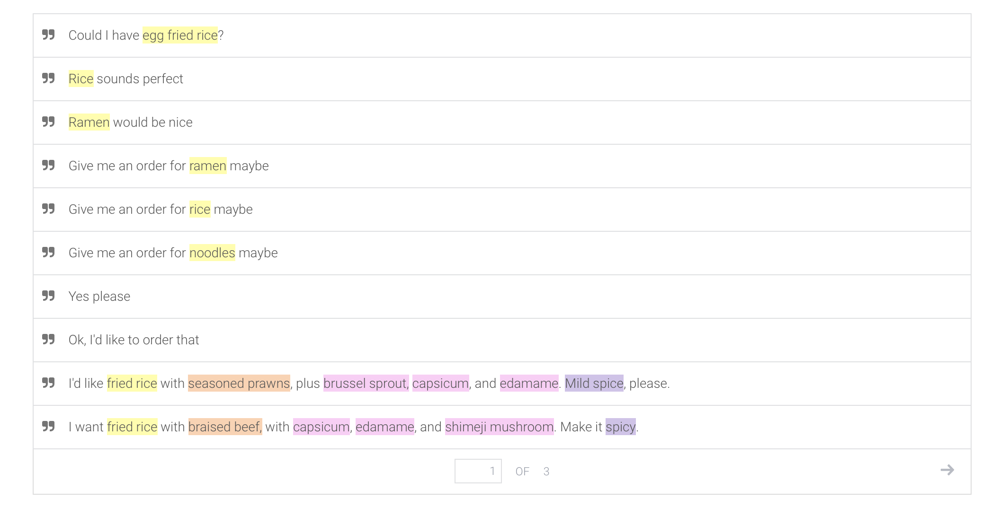 Could I have egg fried rice?
Rice sounds perfect
Ramen would be nice
Give me an order for ramen maybe
Give me an order for rice maybe
Give me an order for noodles maybe
Yes please
Ok, I'd like to order that
I'd like fried rice with seasoned prawns, plus brussel sprout, capsicum, and edamame. Mild spice, please.
I want fried rice with braised beef, with capsicum, edamame, and shimeji mushroom. Make it spicy.
1 OF 3